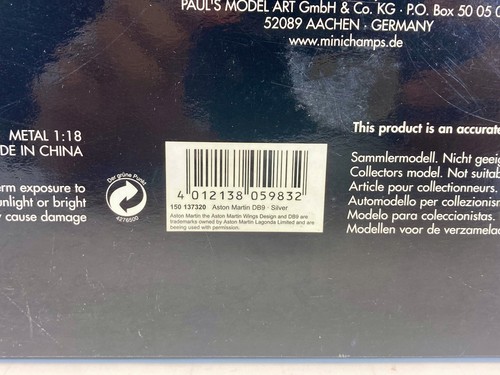 PAUL'S MODEL ART GmbH & Co. KG · P.O. Box 50 05 0
52089 AACHEN · GERMANY
www.minichamps.de
METAL 1:18
DE IN CHINA
This product is an accurate
Sammlermodell. Nicht geeig
Collectors model. Not suitab
Article pour collectionneurs.
Automodello per collezionism
Modelo para coleccionistas.
Modellen voor de verzamela
rm exposure to
unlight or bright
y cause damage
Der grüne Punkt
4276500
4 012138 059832
150 137320 Aston Martin DB9 · Silver
Aston Martin the Aston Martin Wings Design and DB9 are
trademarks owned by Aston Martin Lagonda Limited and are
beeing used with permission.